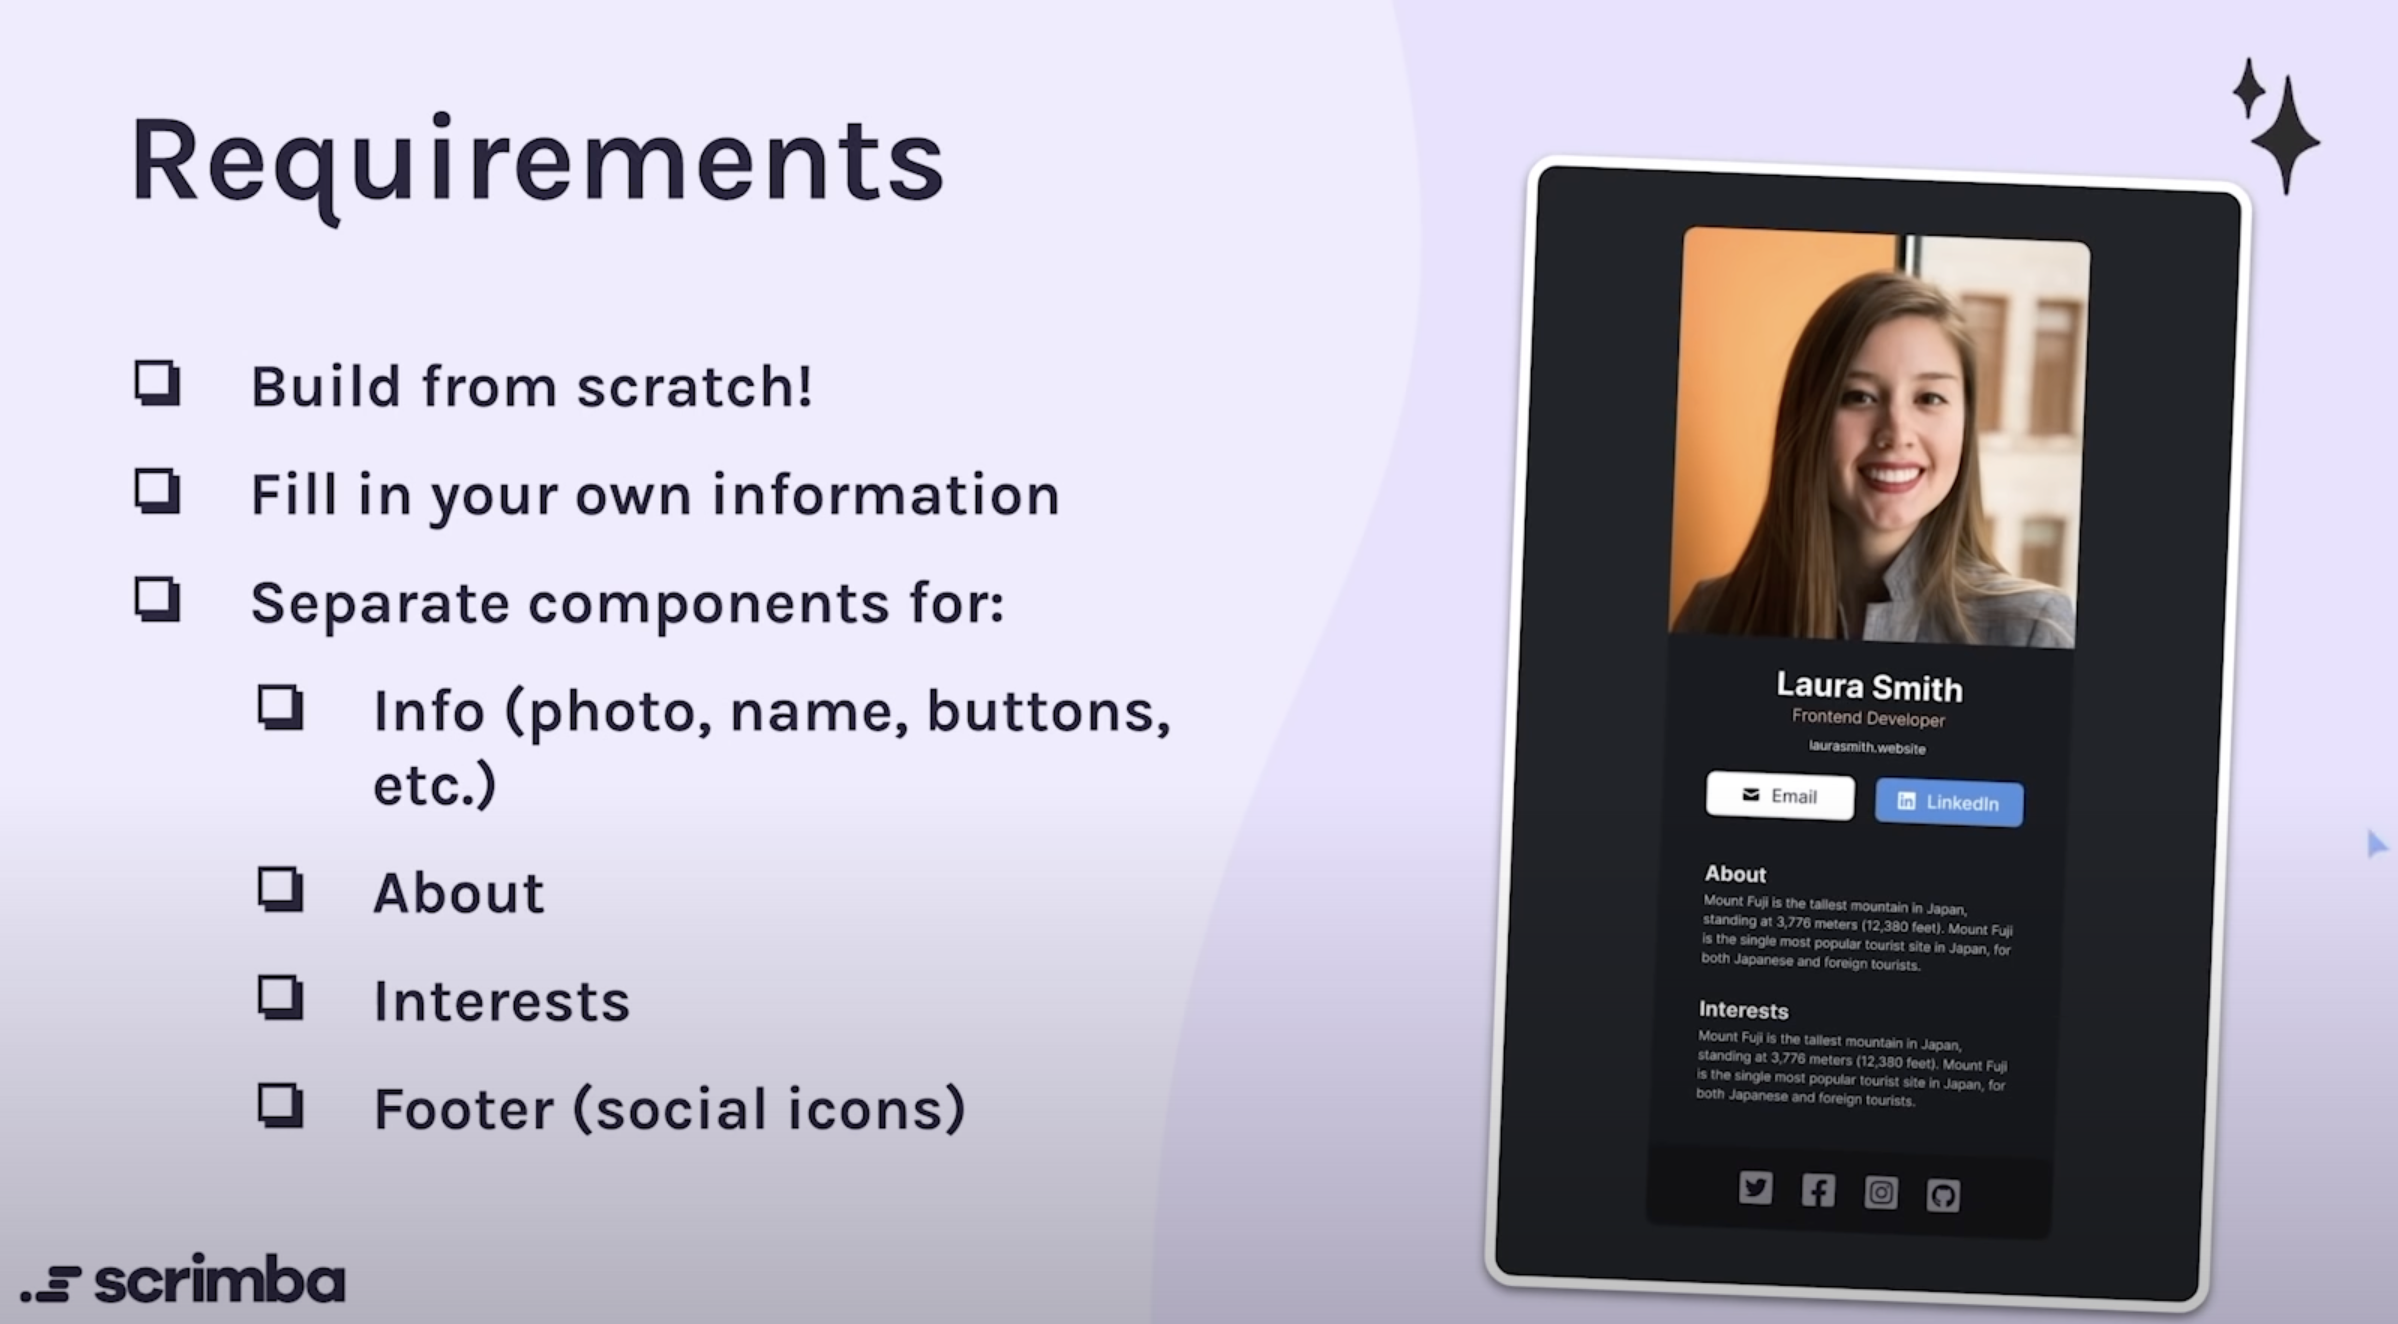 Requirements
Build from scratch!
Fill in your own information
Separate components for:
Info (photo, name, buttons,
etc.)
About
Interests
Footer (social icons)
scrimba
Laura Smith
Frontend Developer
laurasmith.website
Email
in LinkedIn
About
Mount Fuji is the tallest mountain in Japan,
standing at 3,776 meters (12,380 feet). Mount Fuji
is the single most popular tourist site in Japan, for
both Japanese and foreign tourists.
Interests
Mount Fuji is the tallest mountain in Japan,
standing at 3,776 meters (12,380 feet). Mount Fuji
is the single most popular tourist site in Japan, for
both Japanese and foreign tourists.